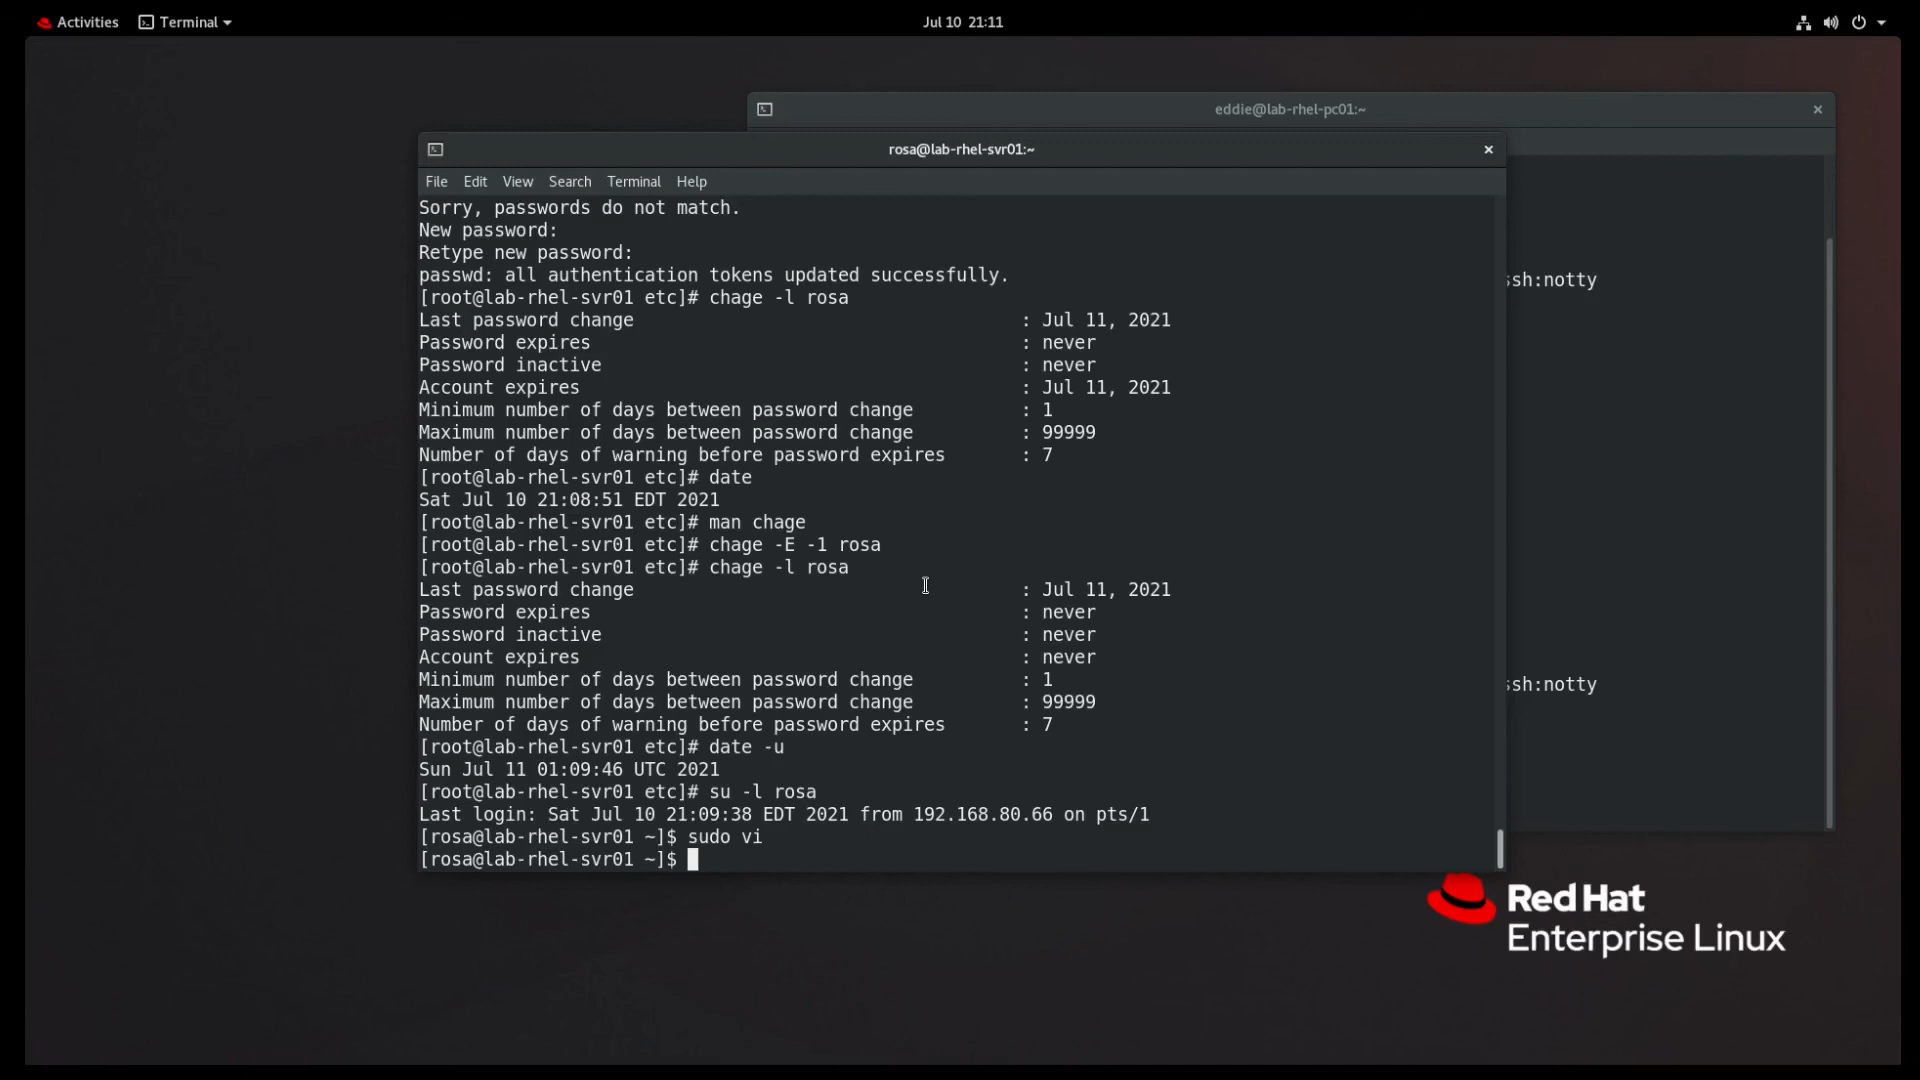 Activities Terminal Jul 10 21:11
eddie@lab-rhel-pc01:~
rosa@lab-rhel-svr01:~
File Edit View Search Terminal Help
Sorry, passwords do not match.
New password:
Retype new password:
passwd: all authentication tokens updated successfully.
[root@lab-rhel-svr01 etc]# chage -l rosa
Last password change : Jul 11, 2021
Password expires : never
Password inactive : never
Account expires : Jul 11, 2021
Minimum number of days between password change : 1
Maximum number of days between password change : 99999
Number of days of warning before password expires : 7
[root@lab-rhel-svr01 etc]# date
Sat Jul 10 21:08:51 EDT 2021
[root@lab-rhel-svr01 etc]# man chage
[root@lab-rhel-svr01 etc]# chage -E -1 rosa
[root@lab-rhel-svr01 etc]# chage -l rosa
Last password change : Jul 11, 2021
Password expires : never
Password inactive : never
Account expires : never
Minimum number of days between password change : 1
Maximum number of days between password change : 99999
Number of days of warning before password expires : 7
[root@lab-rhel-svr01 etc]# date -u
Sun Jul 11 01:09:46 UTC 2021
[root@lab-rhel-svr01 etc]# su -l rosa
Last login: Sat Jul 10 21:09:38 EDT 2021 from 192.168.80.66 on pts/1
[rosa@lab-rhel-svr01 ~]$ sudo vi
[rosa@lab-rhel-svr01 ~]$
ssh:notty
ssh:notty
Red Hat
Enterprise Linux